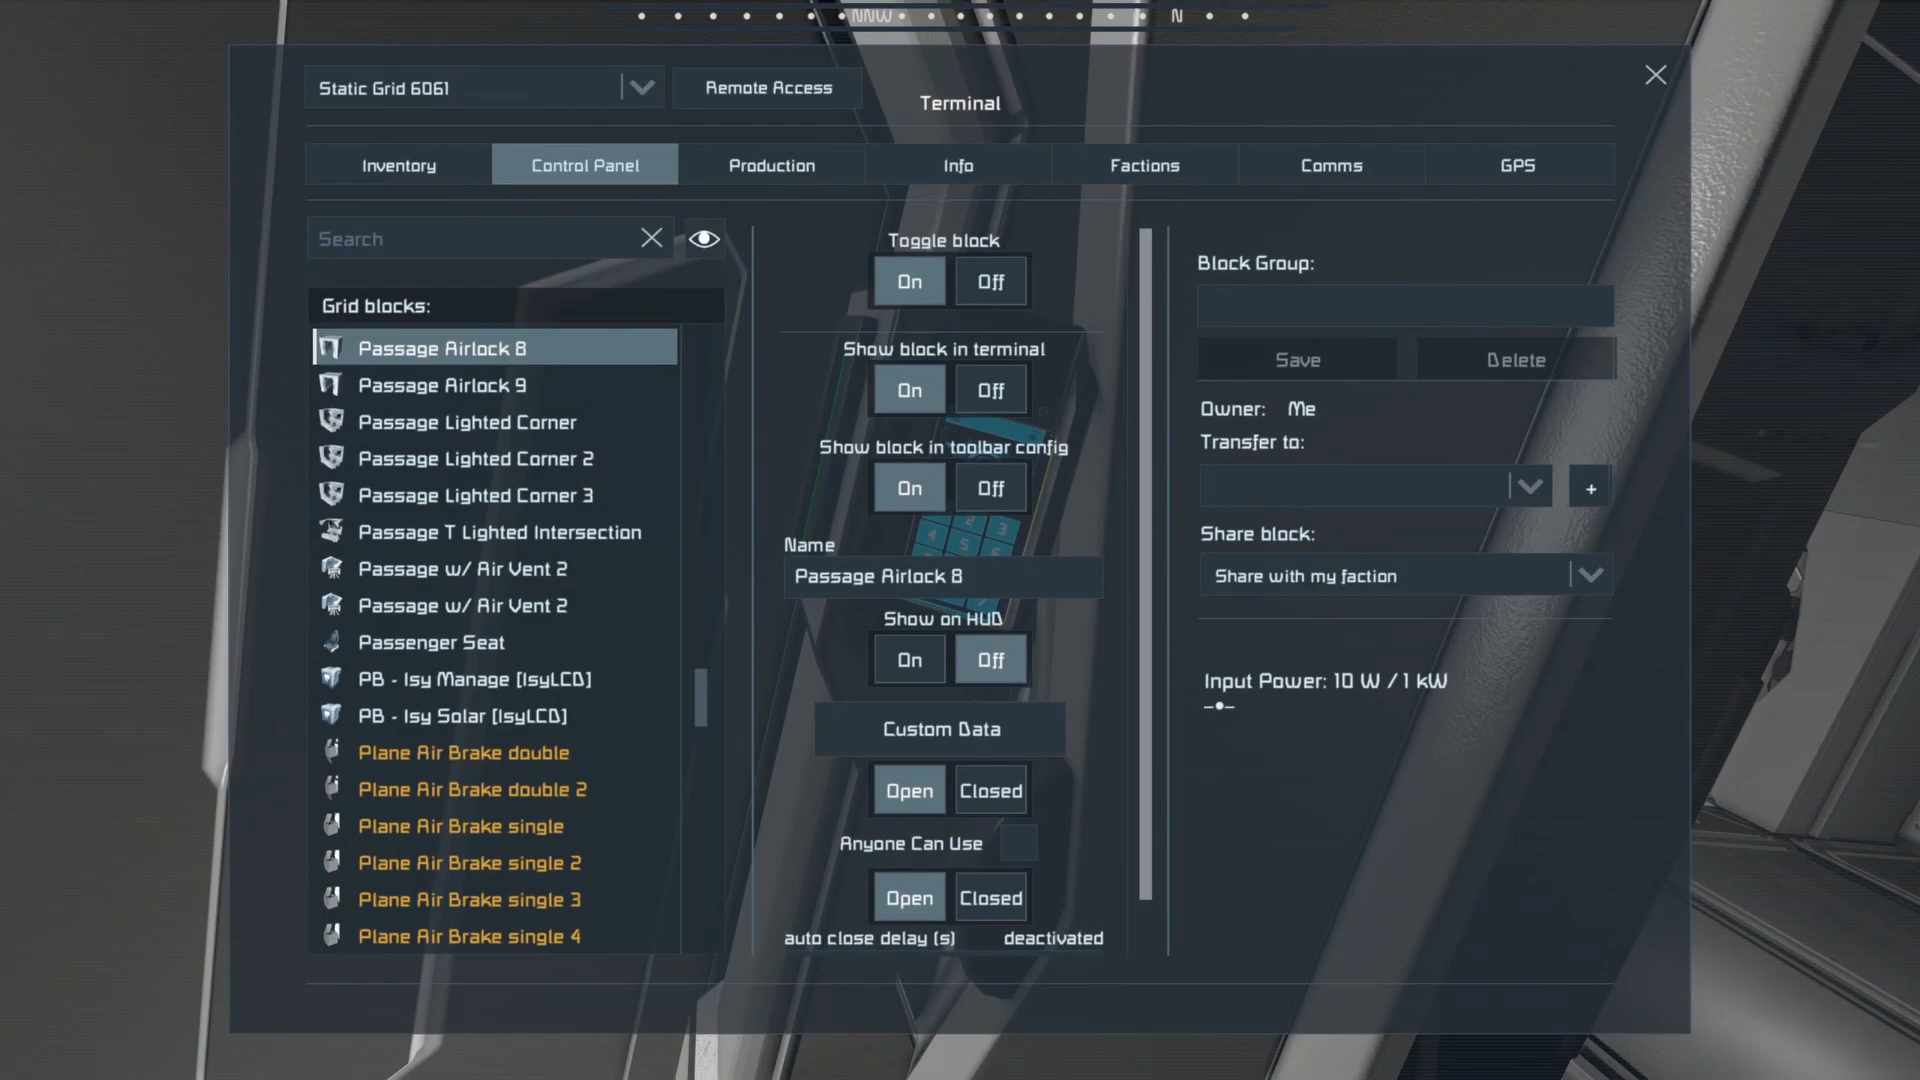 NNW N
Static Grid 6061
Remote Access
Terminal
Inventory
Control Panel
Production
Info
Factions
Comms
GPS
Search
Grid blocks:
Passage Airlock 8
Passage Airlock 9
Passage Lighted Corner
Passage Lighted Corner 2
Passage Lighted Corner 3
Passage T Lighted Intersection
Passage w/ Air Vent 2
Passage w/ Air Vent 2
Passenger Seat
PB - Isy Manage [IsyLCD]
PB - Isy Solar [IsyLCD]
Plane Air Brake double
Plane Air Brake double 2
Plane Air Brake single
Plane Air Brake single 2
Plane Air Brake single 3
Plane Air Brake single 4
Toggle block
On Off
Show block in terminal
On Off
Show block in toolbar config
On Off
2 3
4 5 6
Name
Passage Airlock 8
Show on HUD
On Off
Custom Data
Open Closed
Anyone Can Use
Open Closed
auto close delay (s) deactivated
Block Group:
Save Delete
Owner: Me
Transfer to:
+
Share block:
Share with my faction
Input Power: 10 W / 1 kW